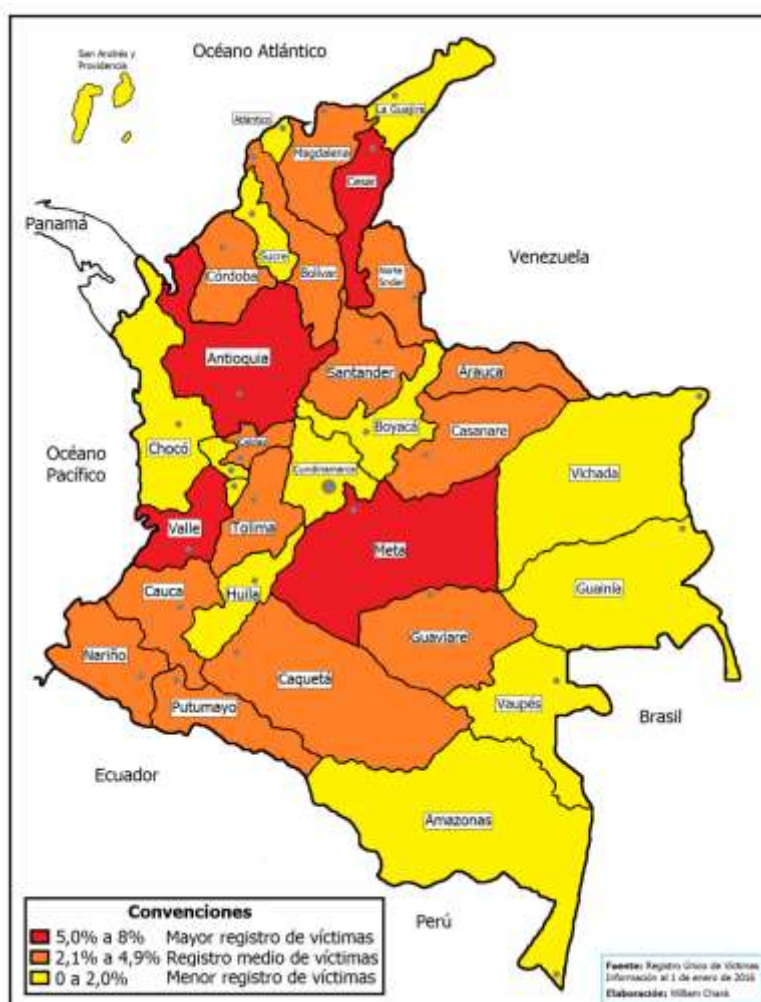 Océano Atlántico
San Andrés y
Providencia
La Guajira
Atlántico
Magdalena
Cesar
Panamá
Venezuela
Sucre
Córdoba
Bolívar
Norte
Snder
Antioquia
Santander
Arauca
Boyacá
Casanare
Chocó
Caldas
Océano
Pacífico
Cundinamarca
Vichada
Valle
Tolima
Meta
Cauca
Huila
Guainía
Guaviare
Nariño
Caquetá
Vaupés
Putumayo
Brasil
Ecuador
Amazonas
Perú
Convenciones
5,0% a 8% Mayor registro de víctimas
2,1% a 4,9% Registro medio de víctimas
0 a 2,0% Menor registro de víctimas
Fuente: Registro Único de Víctimas
Información al 1 de enero de 2016
Elaboración: William Chará